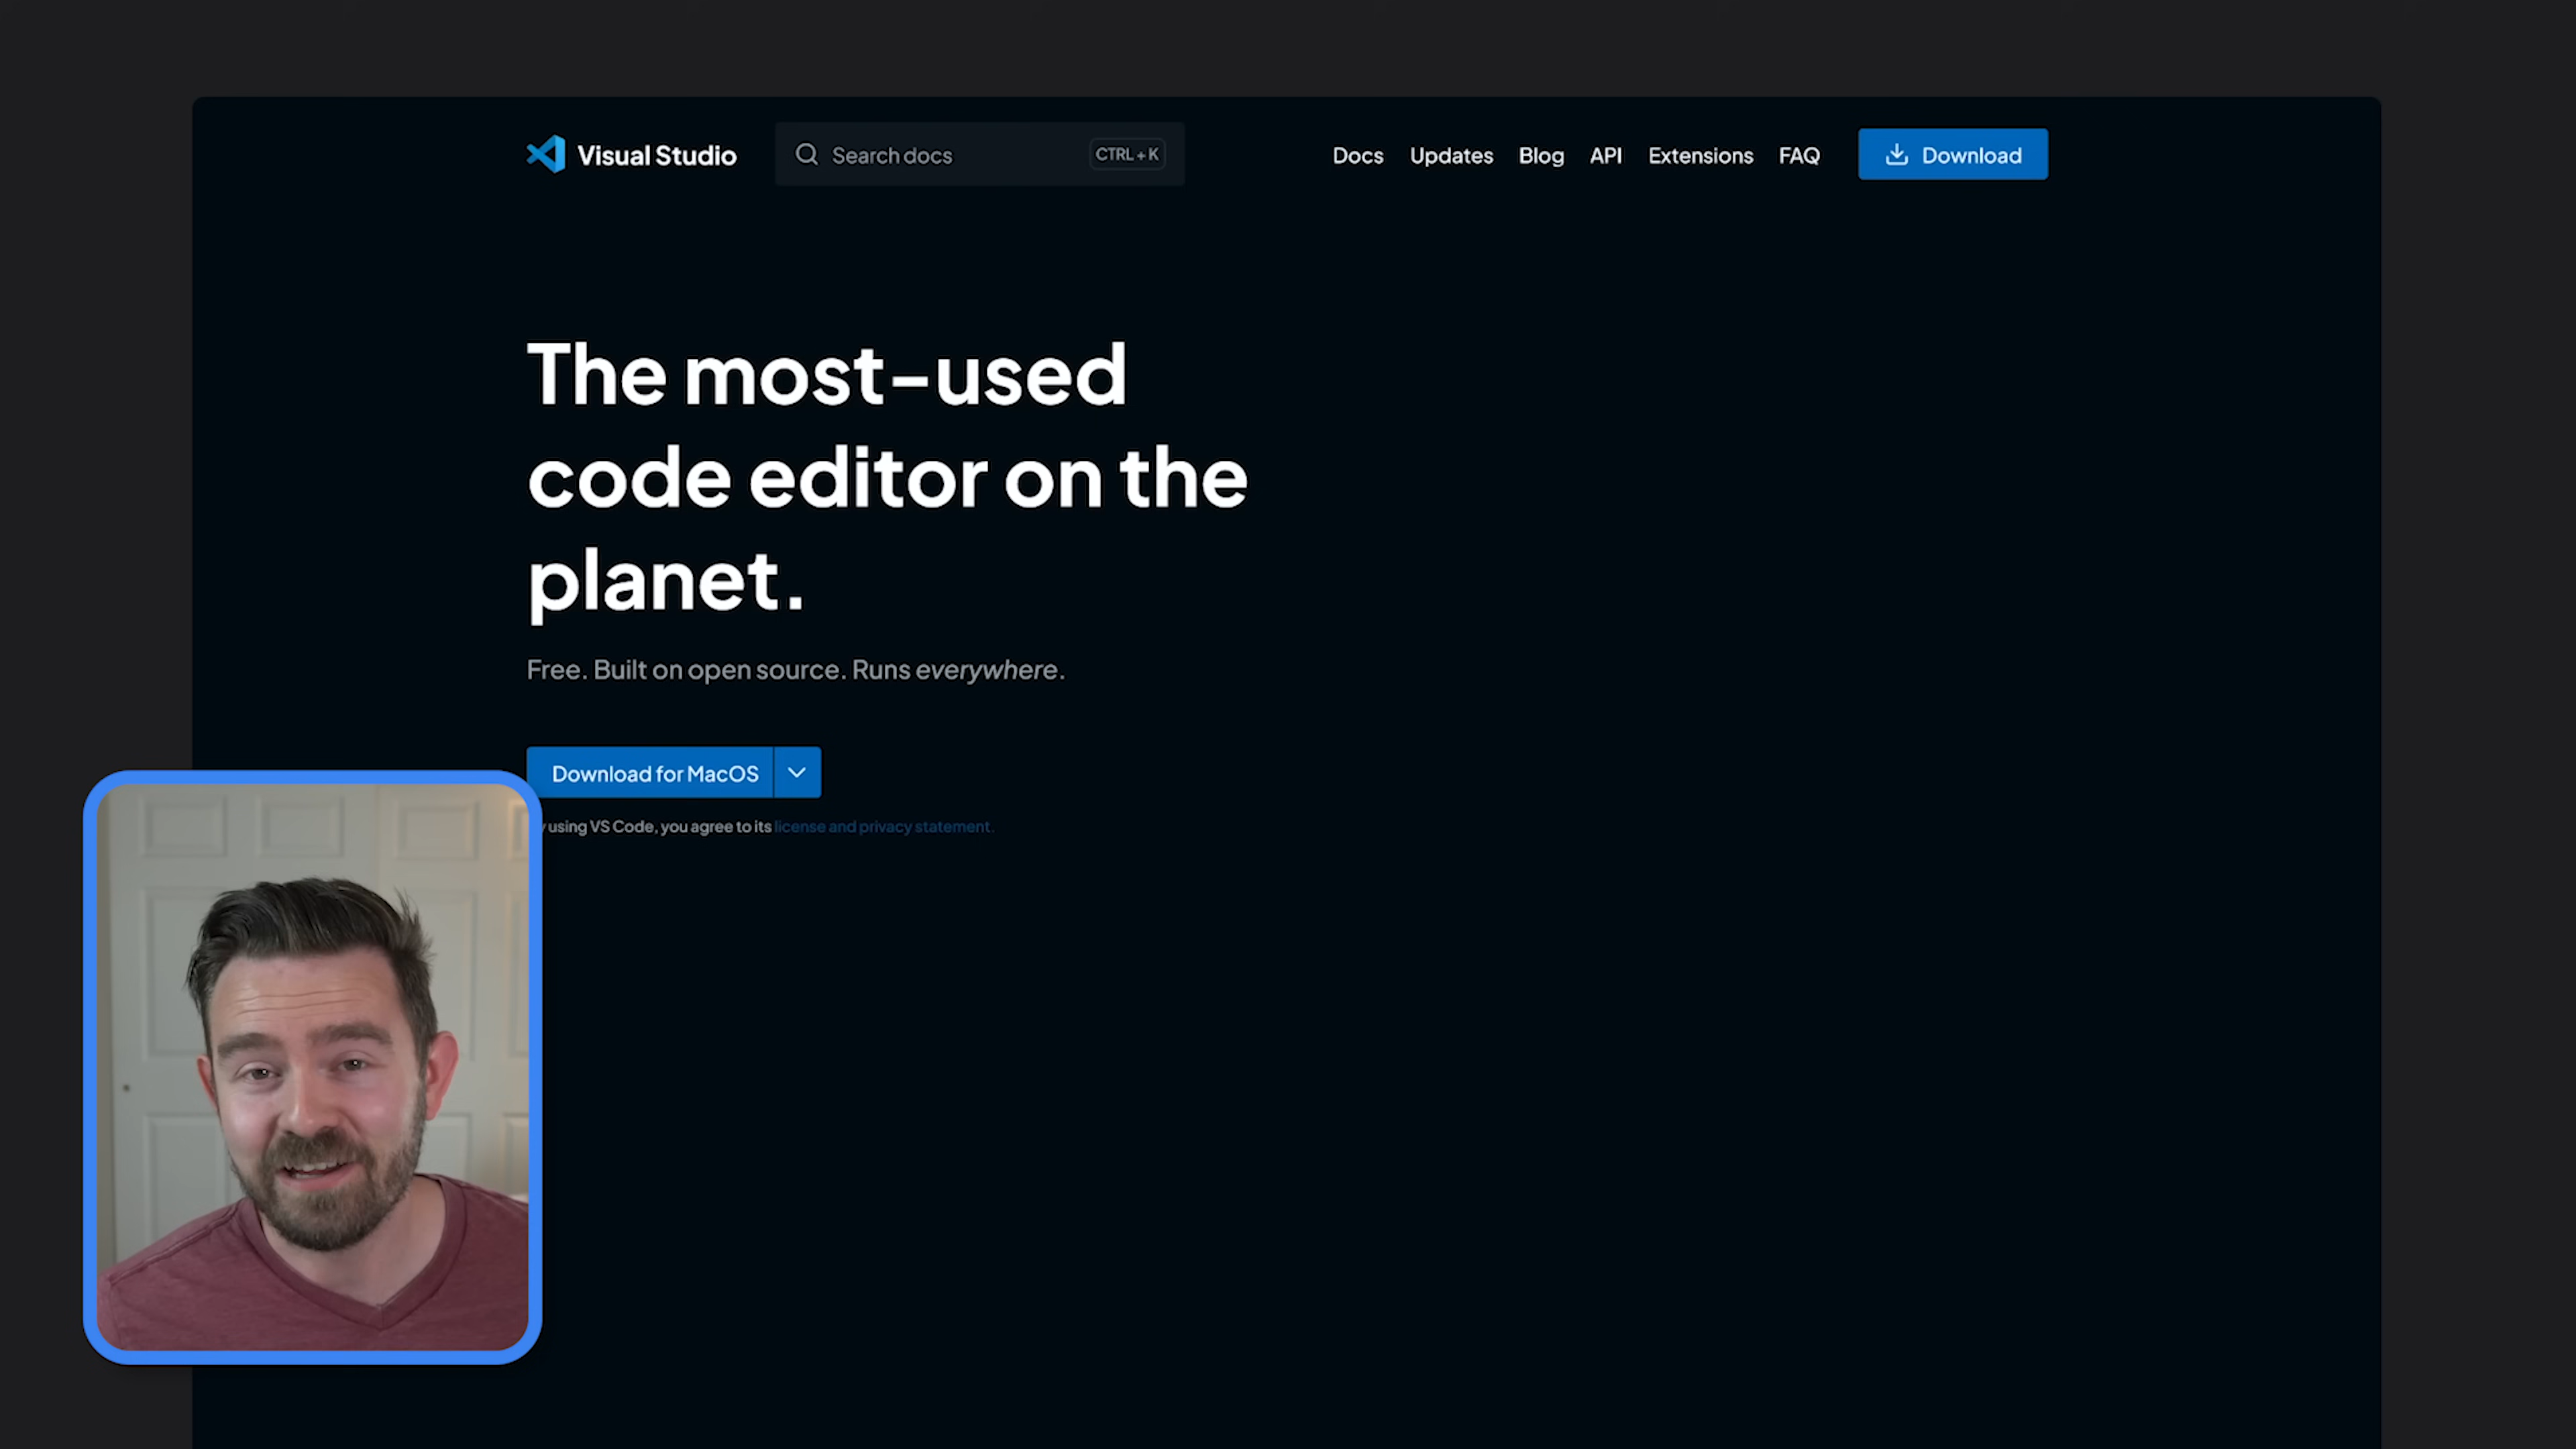 Visual Studio
Search docs
CTRL + K
Docs Updates Blog API Extensions FAQ
Download
The most-used
code editor on the
planet.
Free. Built on open source. Runs everywhere.
Download for MacOS
using VS Code, you agree to its license and privacy statement.